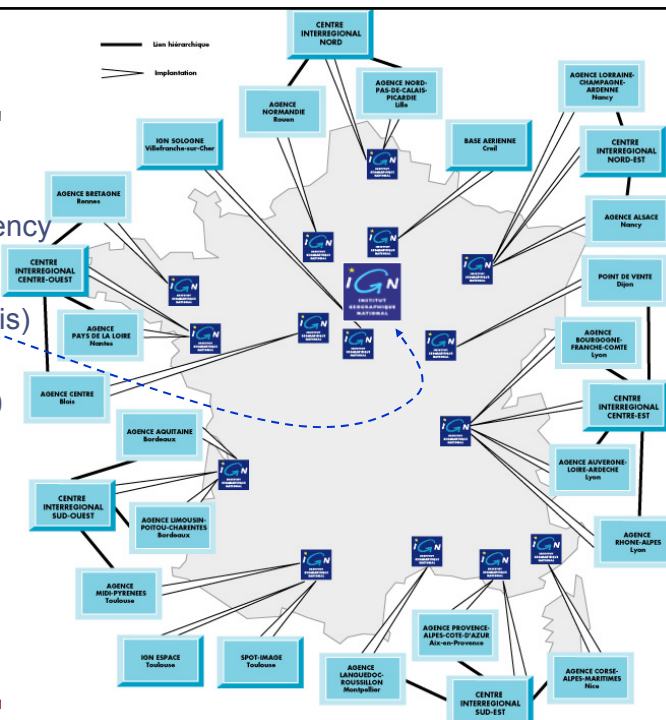 Lien hiérarchique
Implantation
CENTRE
INTERREGIONAL
NORD
AGENCE NORD-
PAS-DE-CALAIS-
PICARDIE
Lille
AGENCE
NORMANDIE
Rouen
IGN SOLOGNE
Villefranche-sur-Cher
BASE AERIENNE
Creil
AGENCE LORRAINE-
CHAMPAGNE-
ARDENNE
Nancy
CENTRE
INTERREGIONAL
NORD-EST
AGENCE ALSACE
Nancy
AGENCE BRETAGNE
Rennes
ency
CENTRE
INTERREGIONAL
CENTRE-OUEST
is)
AGENCE
PAYS DE LA LOIRE
Nantes
)
AGENCE CENTRE
Blois
iGN
INSTITUT
GEOGRAPHIQUE
NATIONAL
POINT DE VENTE
Dijon
AGENCE
BOURGOGNE-
FRANCHE-COMTE
Lyon
CENTRE
INTERREGIONAL
CENTRE-EST
AGENCE AUVERGNE-
LOIRE-ARDECHE
Lyon
AGENCE
RHONE-ALPES
Lyon
AGENCE AQUITAINE
Bordeaux
CENTRE
INTERREGIONAL
SUD-OUEST
AGENCE LIMOUSIN-
POITOU-CHARENTES
Bordeaux
AGENCE
MIDI-PYRENEES
Toulouse
IGN ESPACE
Toulouse
SPOT-IMAGE
Toulouse
AGENCE
LANGUEDOC-
ROUSSILLON
Montpellier
AGENCE PROVENCE-
ALPES-COTE-D'AZUR
Aix-en-Provence
CENTRE
INTERREGIONAL
SUD-EST
AGENCE CORSE-
ALPES-MARITIMES
Nice